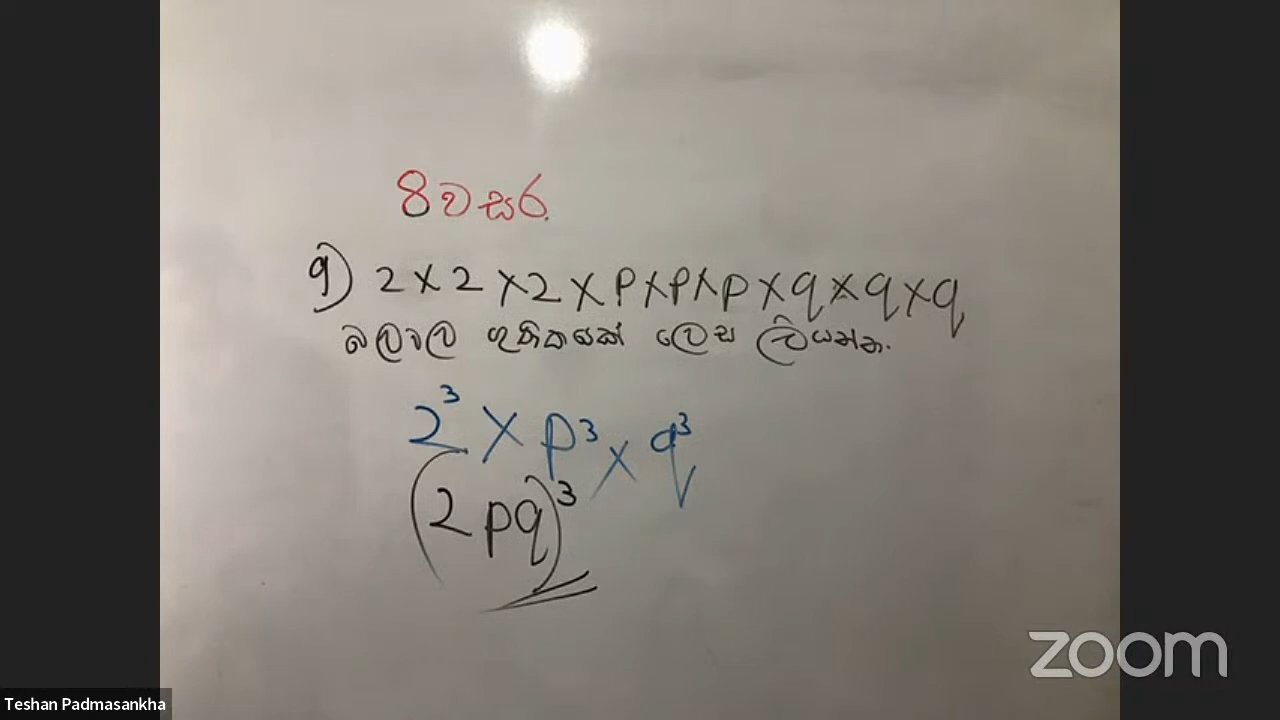 8 වසර.
9) 2 × 2 × 2 × p × p × p × q × q × q
බලවල ගුණිතයක් ලෙස ලියන්න.
2³ × p³ × q³
(2pq)³
zoom
Teshan Padmasankha